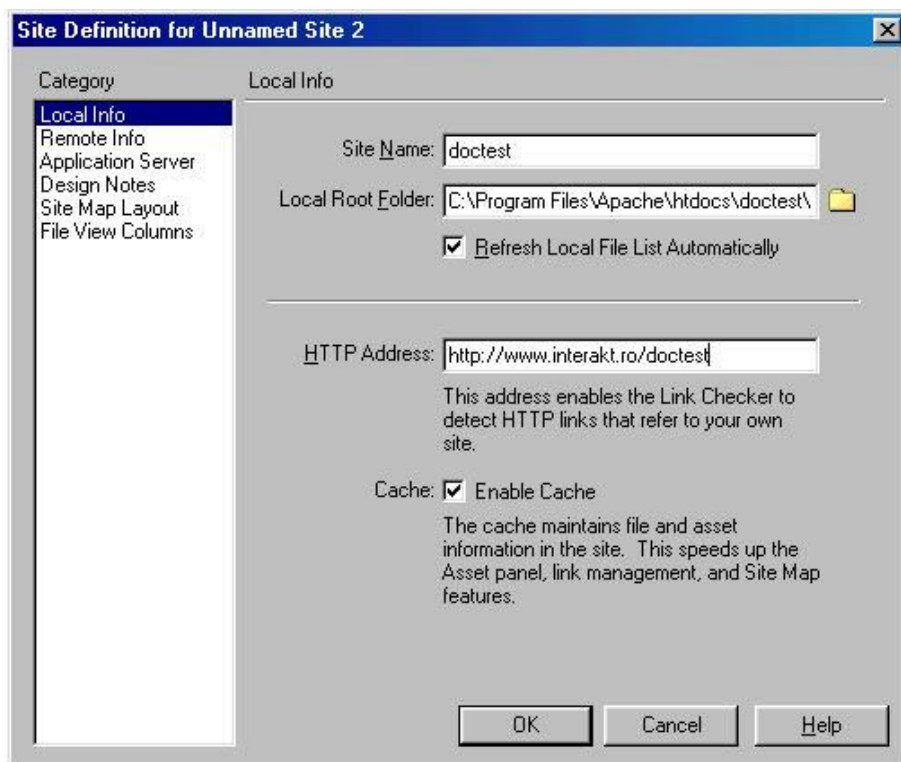 Site Definition for Unnamed Site 2
Category
Local Info
Remote Info
Application Server
Design Notes
Site Map Layout
File View Columns
Local Info
Site Name: doctest
Local Root Folder: C:\Program Files\Apache\htdocs\doctest\
Refresh Local File List Automatically
HTTP Address: http://www.interakt.ro/doctest
This address enables the Link Checker to
detect HTTP links that refer to your own
site.
Cache: Enable Cache
The cache maintains file and asset
information in the site. This speeds up the
Asset panel, link management, and Site Map
features.
OK Cancel Help